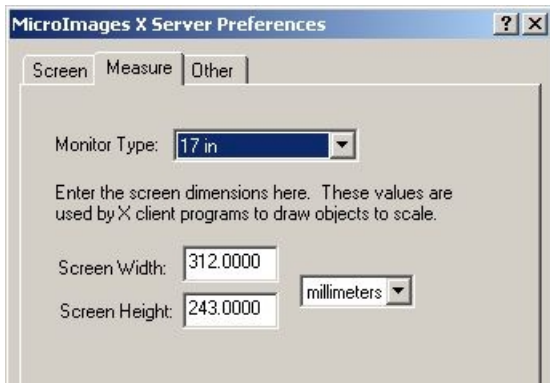 MicroImages X Server Preferences
Screen Measure Other
Monitor Type: 17 in
Enter the screen dimensions here. These values are
used by X client programs to draw objects to scale.
Screen Width: 312.0000
millimeters
Screen Height: 243.0000